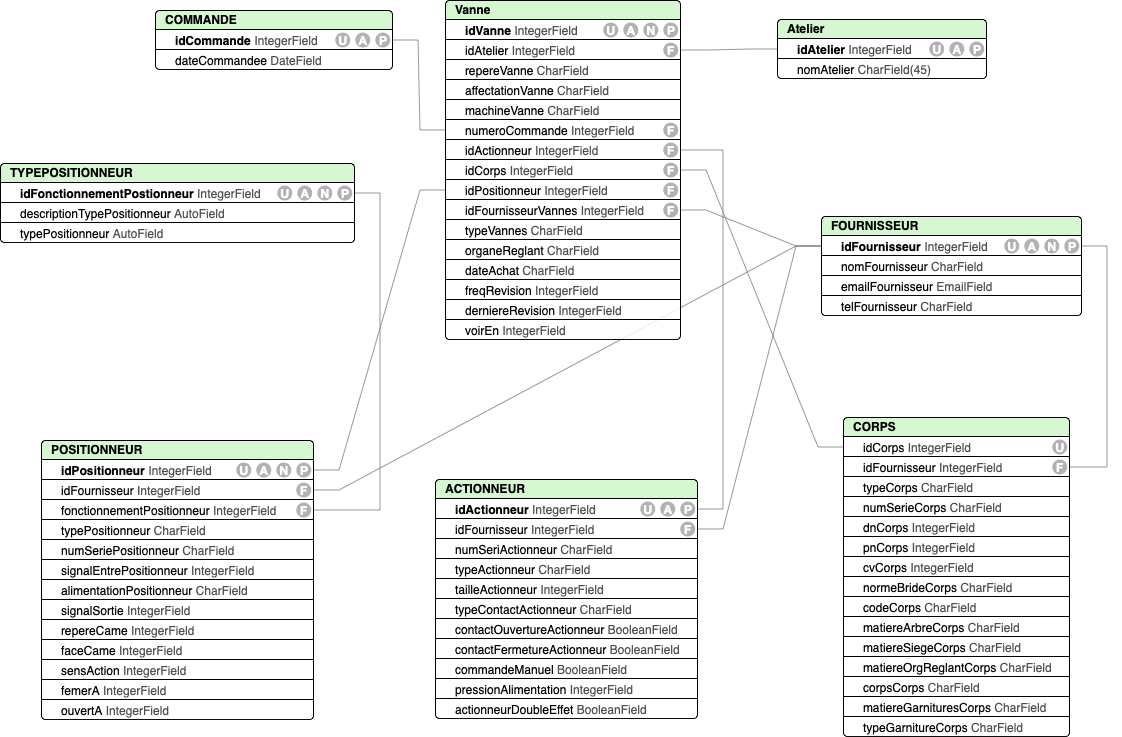 COMMANDE
idCommande IntegerField U A P
dateCommandee DateField
Vanne
idVanne IntegerField U A N P
idAtelier IntegerField F
repereVanne CharField
affectationVanne CharField
machineVanne CharField
numeroCommande IntegerField F
idActionneur IntegerField F
idCorps IntegerField F
idPositionneur IntegerField F
idFournisseurVannes IntegerField F
typeVannes CharField
organeReglant CharField
dateAchat CharField
freqRevision IntegerField
derniereRevision IntegerField
voirEn IntegerField
Atelier
idAtelier IntegerField U A P
nomAtelier CharField(45)
TYPEPOSITIONNEUR
idFonctionnementPostionneur IntegerField U A N P
descriptionTypePositionneur AutoField
typePositionneur AutoField
FOURNISSEUR
idFournisseur IntegerField U A N P
nomFournisseur CharField
emailFournisseur EmailField
telFournisseur CharField
POSITIONNEUR
idPositionneur IntegerField U A N P
idFournisseur IntegerField F
fonctionnementPositionneur IntegerField F
typePositionneur CharField
numSeriePositionneur CharField
signalEntrePositionneur IntegerField
alimentationPositionneur CharField
signalSortie IntegerField
repereCame IntegerField
faceCame IntegerField
sensAction IntegerField
femerA IntegerField
ouvertA IntegerField
ACTIONNEUR
idActionneur IntegerField U A P
idFournisseur IntegerField F
numSeriActionneur CharField
typeActionneur CharField
tailleActionneur IntegerField
typeContactActionneur CharField
contactOuvertureActionneur BooleanField
contactFermetureActionneur BooleanField
commandeManuel BooleanField
pressionAlimentation IntegerField
actionneurDoubleEffet BooleanField
CORPS
idCorps IntegerField U
idFournisseur IntegerField F
typeCorps CharField
numSerieCorps CharField
dnCorps IntegerField
pnCorps IntegerField
cvCorps IntegerField
normeBrideCorps CharField
codeCorps CharField
matiereArbreCorps CharField
matiereSiegeCorps CharField
matiereOrgReglantCorps CharField
corpsCorps CharField
matiereGarnituresCorps CharField
typeGarnitureCorps CharField